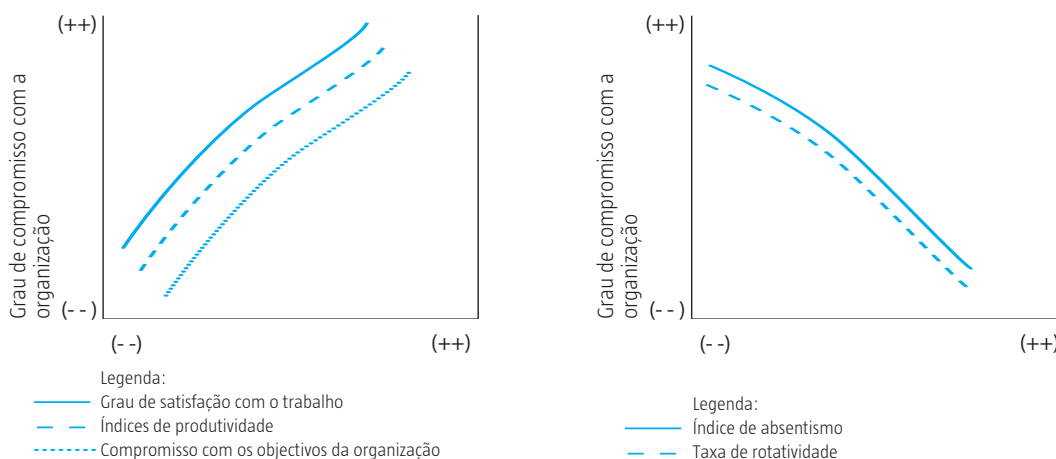 (++)
Grau de compromisso com a
organização
(- -)
(- -)
(++)
Legenda:
Grau de satisfação com o trabalho
Índices de produtividade
Compromisso com os objectivos da organização
(++)
Grau de compromisso com a
organização
(- -)
(- -)
(++)
Legenda:
Índice de absentismo
Taxa de rotatividade